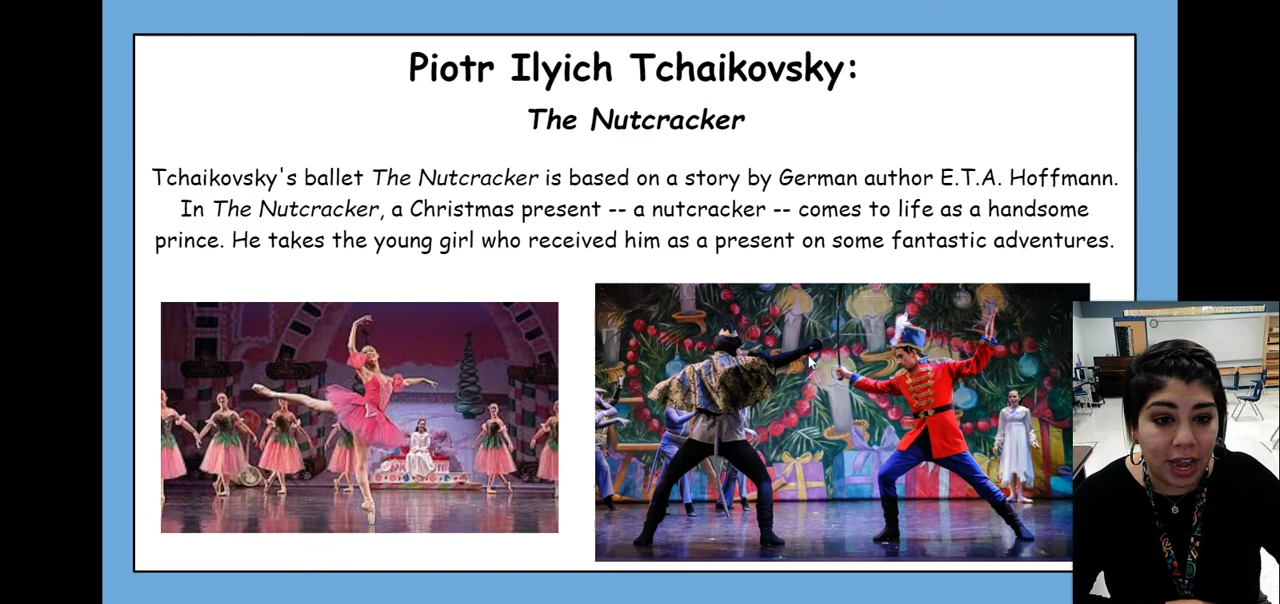 Piotr Ilyich Tchaikovsky:
The Nutcracker
Tchaikovsky's ballet The Nutcracker is based on a story by German author E.T.A. Hoffmann.
In The Nutcracker, a Christmas present -- a nutcracker -- comes to life as a handsome
prince. He takes the young girl who received him as a present on some fantastic adventures.